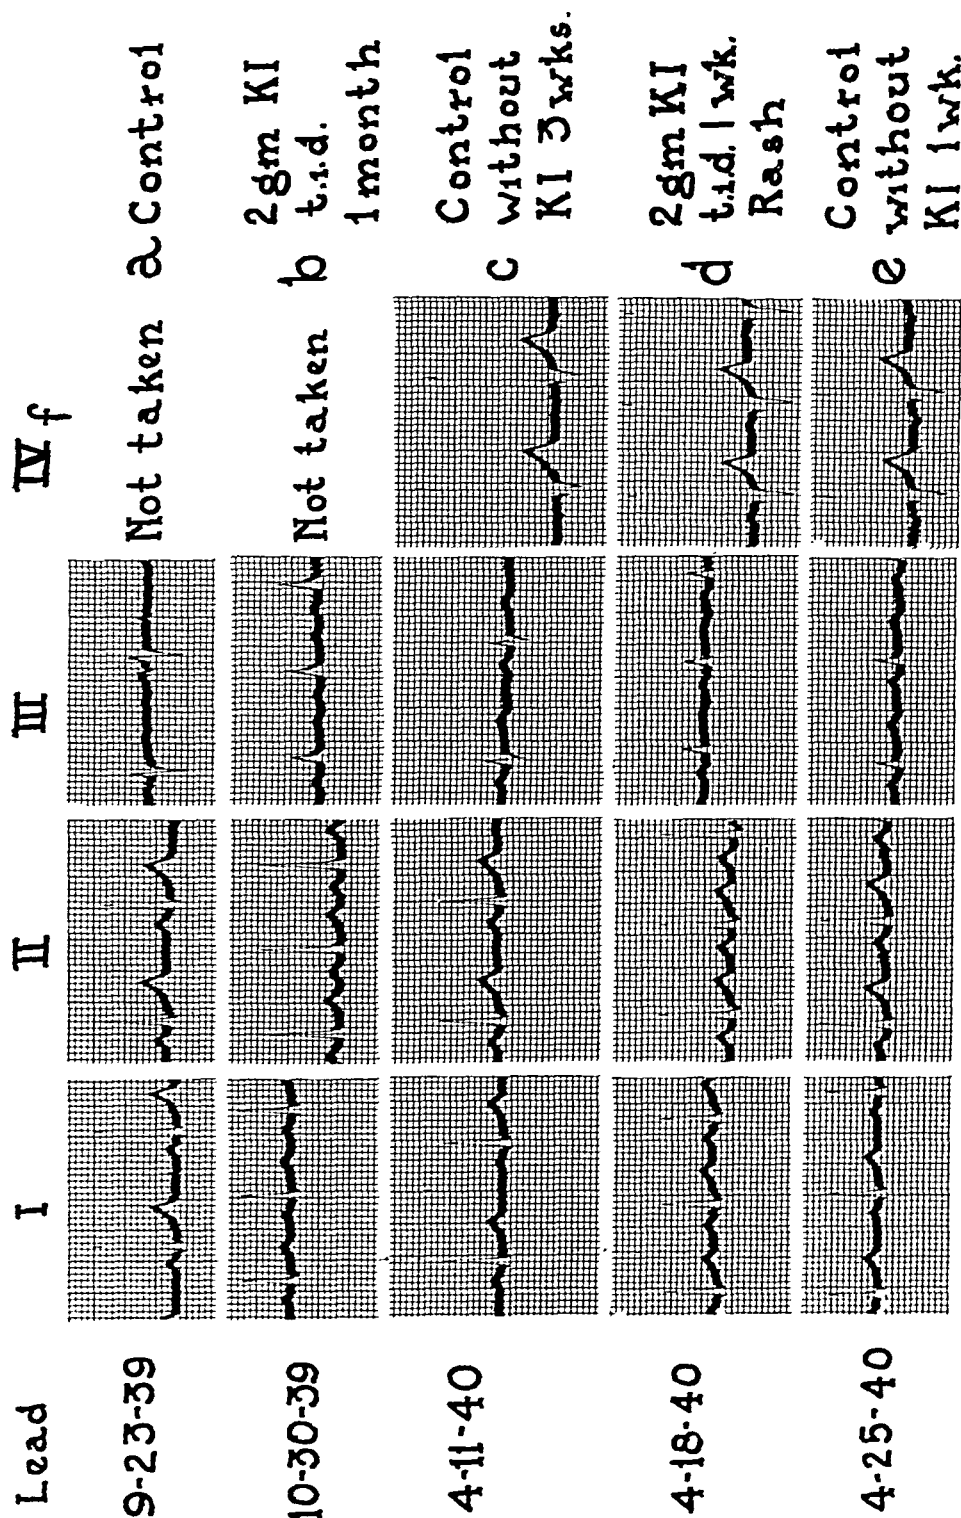 Lead I II III IV f
9-23-39 Not taken a Control
10-30-39 Not taken b 2gm KI
t.i.d.
1 month
4-11-40 c Control
without
KI 3 wks.
4-18-40 d 2gm KI
t.i.d. 1 wk.
Rash
4-25-40 e Control
without
KI 1wk.